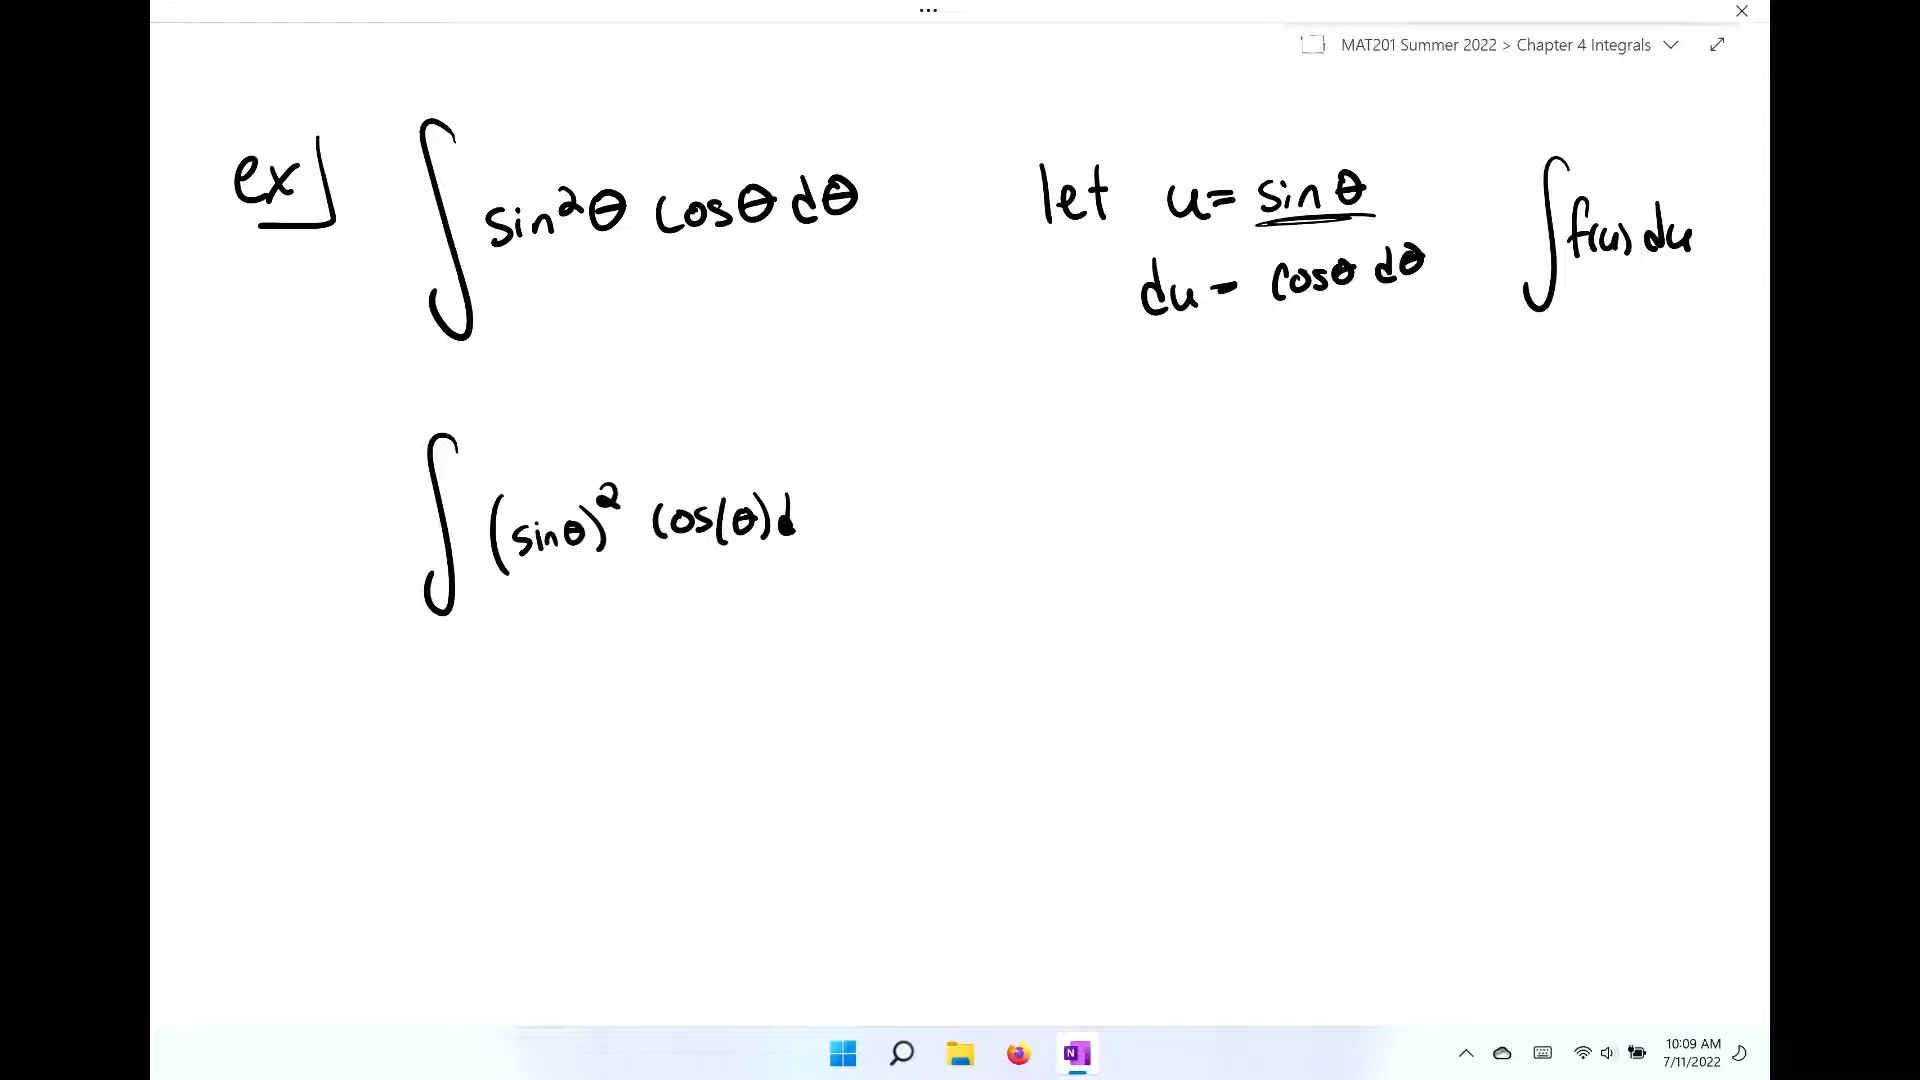 MAT201 Summer 2022 > Chapter 4 Integrals
ex] ∫ sin²θ cosθ dθ
let u = sin θ
du = cosθ dθ
∫ f(u) du
∫ (sinθ)² cos(θ) d
10:09 AM
7/11/2022